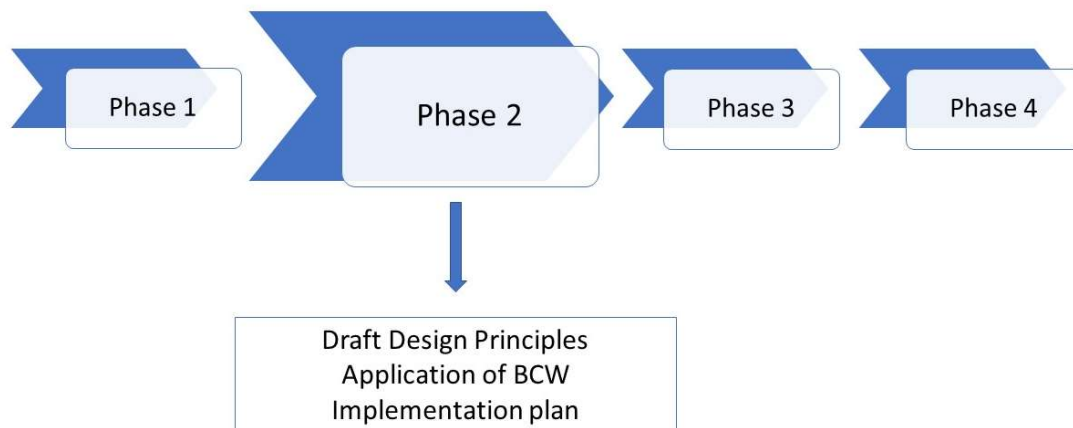 Phase 1
Phase 2
Phase 3
Phase 4
Draft Design Principles
Application of BCW
Implementation plan